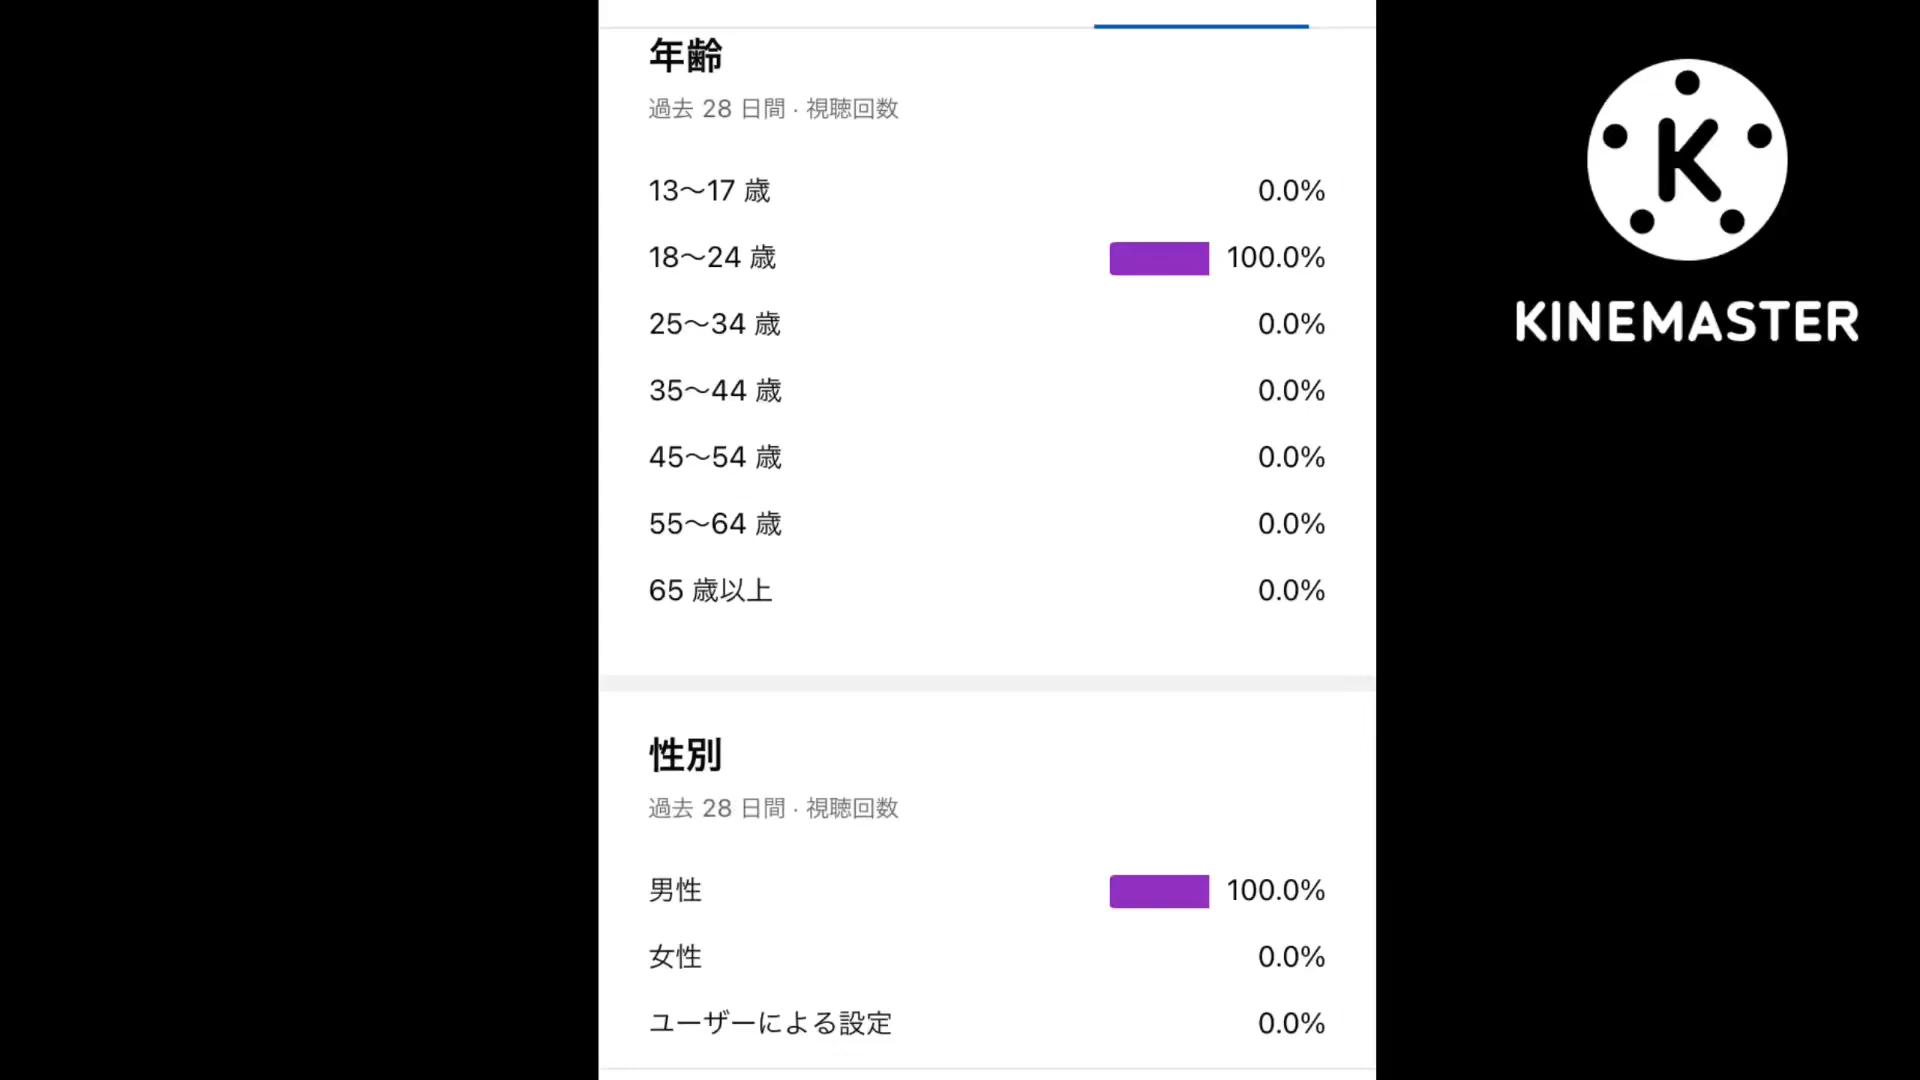 年齢
過去 28 日間 · 視聴回数
13〜17 歳 0.0%
18〜24 歳 100.0%
25〜34 歳 0.0%
35〜44 歳 0.0%
45〜54 歳 0.0%
55〜64 歳 0.0%
65 歳以上 0.0%
性別
過去 28 日間 · 視聴回数
男性 100.0%
女性 0.0%
ユーザーによる設定 0.0%
K
KINEMASTER